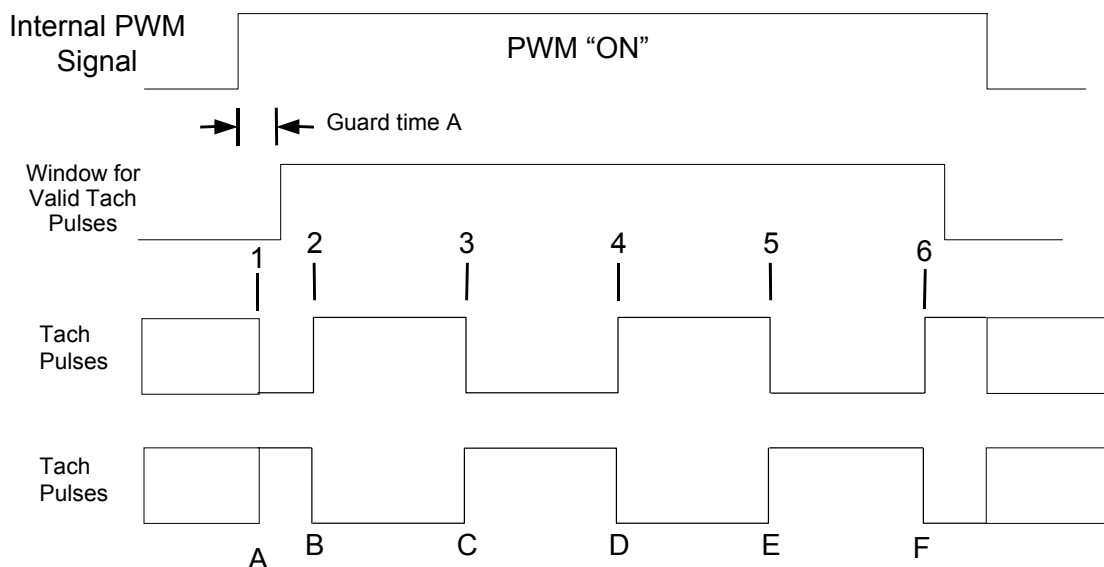 Internal PWM
Signal
PWM “ON”
Guard time A
Window for
Valid Tach
Pulses
1 2 3 4 5 6
Tach
Pulses
Tach
Pulses
A B C D E F